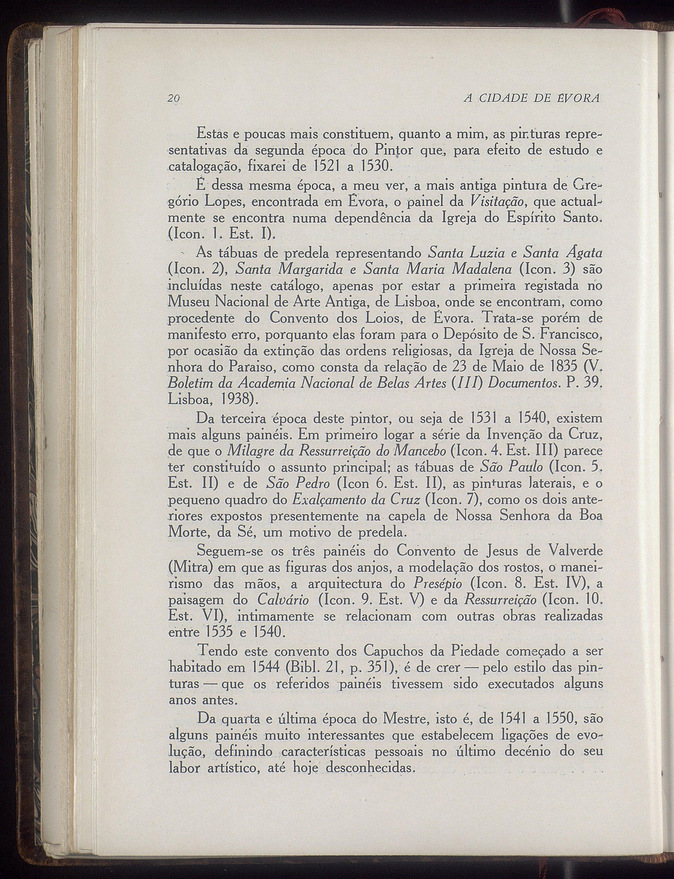 20
A CIDADE DE ÉVORA
Estas e poucas mais constituem, quanto a mim, as pinturas repre-
sentativas da segunda época do Pintor que, para efeito de estudo e
catalogação, fixarei de 1521 a 1530.
É dessa mesma época, a meu ver, a mais antiga pintura de Gre-
gório Lopes, encontrada em Évora, o painel da Visitação, que actual-
mente se encontra numa dependência da Igreja do Espírito Santo.
(Icon. 1. Est. I).
As tábuas de predela representando Santa Luzia e Santa Ágata
(Icon. 2), Santa Margarida e Santa Maria Madalena (Icon. 3) são
incluídas neste catálogo, apenas por estar a primeira registada no
Museu Nacional de Arte Antiga, de Lisboa, onde se encontram, como
procedente do Convento dos Loios, de Évora. Trata-se porém de
manifesto erro, porquanto elas foram para o Depósito de S. Francisco,
por ocasião da extinção das ordens religiosas, da Igreja de Nossa Se-
nhora do Paraiso, como consta da relação de 23 de Maio de 1835 (V.
Boletim da Academia Nacional de Belas Artes (III) Documentos. P. 39.
Lisboa, 1938).
Da terceira época deste pintor, ou seja de 1531 a 1540, existem
mais alguns painéis. Em primeiro logar a série da Invenção da Cruz,
de que o Milagre da Ressurreição do Mancebo (Icon. 4. Est. III) parece
ter constituído o assunto principal; as tábuas de São Paulo (Icon. 5.
Est. II) e de São Pedro (Icon 6. Est. II), as pinturas laterais, e o
pequeno quadro do Exalçamento da Cruz (Icon. 7), como os dois ante-
riores expostos presentemente na capela de Nossa Senhora da Boa
Morte, da Sé, um motivo de predela.
Seguem-se os três painéis do Convento de Jesus de Valverde
(Mitra) em que as figuras dos anjos, a modelação dos rostos, o manei-
rismo das mãos, a arquitectura do Presépio (Icon. 8. Est. IV), a
paisagem do Calvário (Icon. 9. Est. V) e da Ressurreição (Icon. 10.
Est. VI), intimamente se relacionam com outras obras realizadas
entre 1535 e 1540.
Tendo este convento dos Capuchos da Piedade começado a ser
habitado em 1544 (Bibl. 21, p. 351), é de crer — pelo estilo das pin-
turas — que os referidos painéis tivessem sido executados alguns
anos antes.
Da quarta e última época do Mestre, isto é, de 1541 a 1550, são
alguns painéis muito interessantes que estabelecem ligações de evo-
lução, definindo características pessoais no último decénio do seu
labor artístico, até hoje desconhecidas.